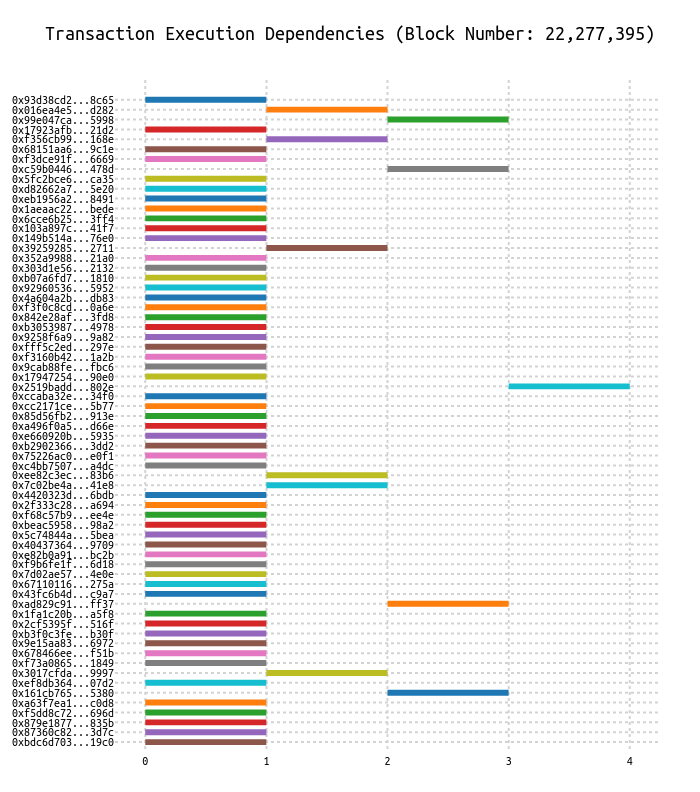 Transaction Execution Dependencies (Block Number: 22,277,395)
0x93d38cd2...8c65
0x016ea4e5...d282
0x99e047ca...5998
0x17923afb...21d2
0xf356cb99...168e
0x68151aa6...9c1e
0xf3dce91f...6669
0xc59b0446...478d
0x5fc2bce6...ca35
0xd82662a7...5e20
0xeb1956a2...8491
0x1aeaac22...bede
0x6cce6b25...3ff4
0x103a897c...41f7
0x149b514a...76e0
0x39259285...2711
0x352a9988...21a0
0x303d1e56...2132
0xb07a6fd7...1810
0x92960536...5952
0x4a604a2b...db83
0xf3f0c8cd...0a6e
0x842e28af...3fd8
0xb3053987...4978
0x9258f6a9...9a82
0xfff5c2ed...297e
0xf3160b42...1a2b
0x9cab88fe...fbc6
0x17947254...90e0
0x2519badd...802e
0xccaba32e...34f0
0xcc2171ce...5b77
0x85d56fb2...913e
0xa496f0a5...d66e
0xe660920b...5935
0xb2902366...3dd2
0x75226ac0...e0f1
0xc4bb7507...a4dc
0xee82c3ec...83b6
0x7c02be4a...41e8
0x4420323d...6bdb
0x2f333c28...a694
0xf68c57b9...ee4e
0xbeac5958...98a2
0x5c74844a...5bea
0x40437364...9709
0xe82b0a91...bc2b
0xf9b6fe1f...6d18
0x7d02ae57...4e0e
0x67110116...275a
0x43fc6b4d...c9a7
0xad829c91...ff37
0x1fa1c20b...a5f8
0x2cf5395f...516f
0xb3f0c3fe...b30f
0x9e15aa83...6972
0x678466ee...f51b
0xf73a0865...1849
0x3017cfda...9997
0xef8db364...07d2
0x161cb765...5380
0xa63f7ea1...c0d8
0xf5dd8c72...696d
0x879e1877...835b
0x87360c82...3d7c
0xbdc6d703...19c0
0 1 2 3 4